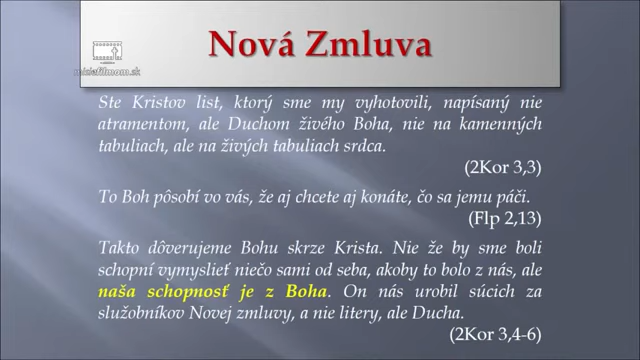 Nová Zmluva
misiafilmom.sk
Ste Kristov list, ktorý sme my vyhotovili, napísaný nie
atramentom, ale Duchom živého Boha, nie na kamenných
tabuliach, ale na živých tabuliach srdca.
(2Kor 3,3)
To Boh pôsobí vo vás, že aj chcete aj konáte, čo sa jemu páči.
(Flp 2,13)
Takto dôverujeme Bohu skrze Krista. Nie že by sme boli
schopní vymyslieť niečo sami od seba, akoby to bolo z nás, ale
naša schopnosť je z Boha. On nás urobil súcich za
služobníkov Novej zmluvy, a nie litery, ale Ducha.
(2Kor 3,4-6)